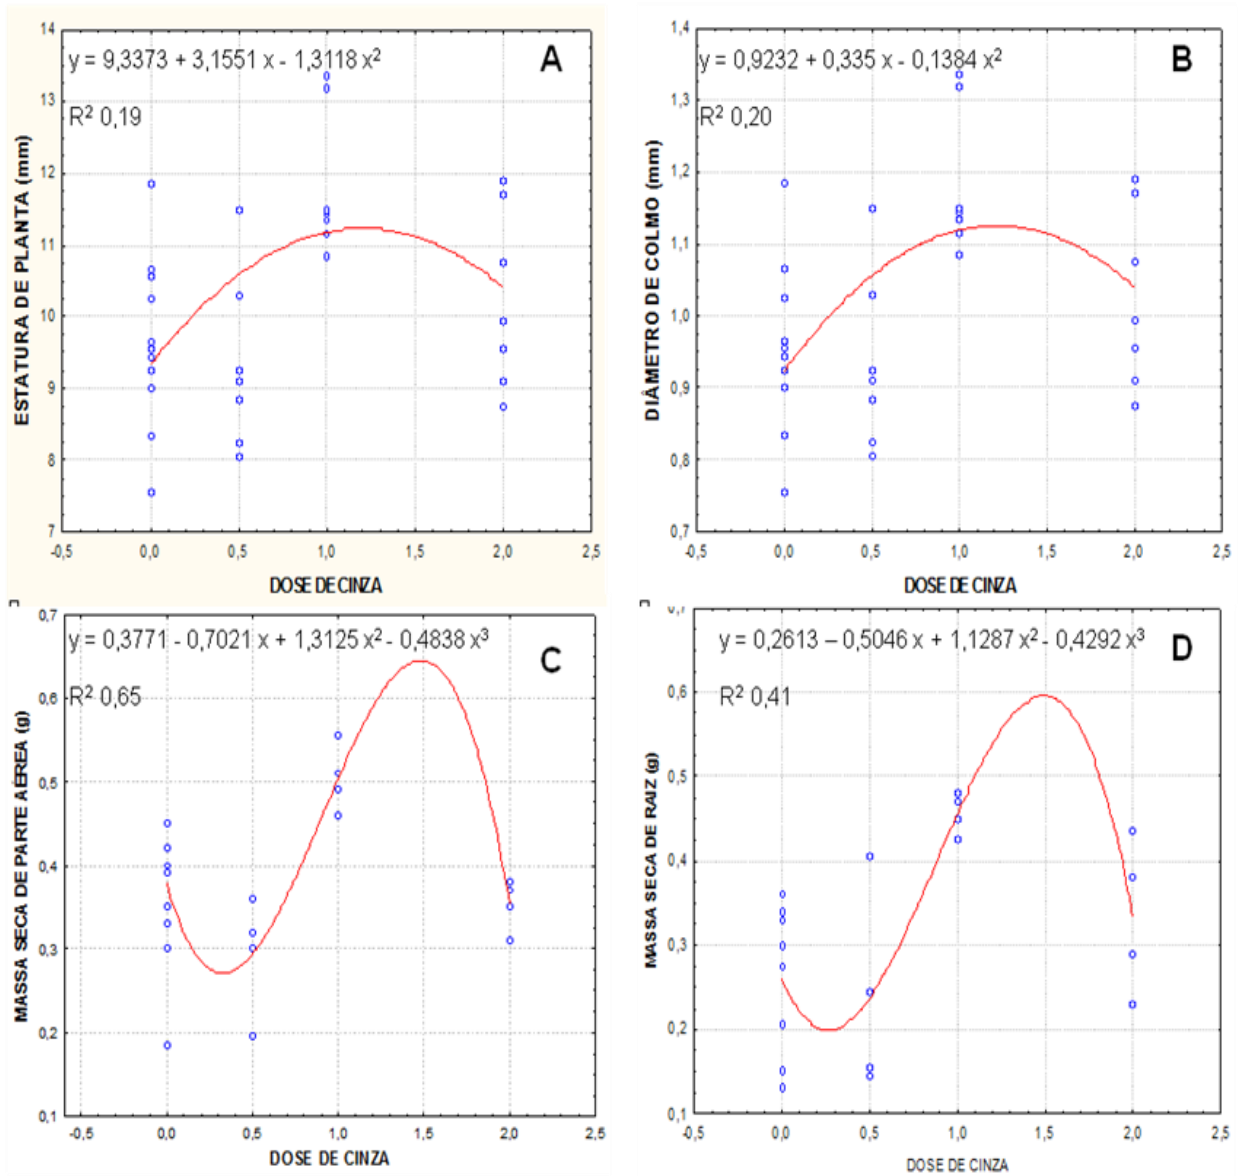 y = 9,3373 + 3,1551 x - 1,3118 x²
A
R² 0,19
ESTATURA DE PLANTA (mm)
14
13
12
11
10
9
8
7
-0,5 0,0 0,5 1,0 1,5 2,0 2,5
DOSE DE CINZA
y = 0,9232 + 0,335 x - 0,1384 x²
B
R² 0,20
DIÂMETRO DE COLMO (mm)
1,4
1,3
1,2
1,1
1,0
0,9
0,8
0,7
-0,5 0,0 0,5 1,0 1,5 2,0 2,5
DOSE DE CINZA
y = 0,3771 - 0,7021 x + 1,3125 x² - 0,4838 x³
C
R² 0,65
MASSA SECA DE PARTE AÉREA (g)
0,7
0,6
0,5
0,4
0,3
0,2
0,1
-0,5 0,0 0,5 1,0 1,5 2,0 2,5
DOSE DE CINZA
y = 0,2613 – 0,5046 x + 1,1287 x² - 0,4292 x³
D
R² 0,41
MASSA SECA DE RAIZ (g)
0,7
0,6
0,5
0,4
0,3
0,2
0,1
-0,5 0,0 0,5 1,0 1,5 2,0 2,5
DOSE DE CINZA